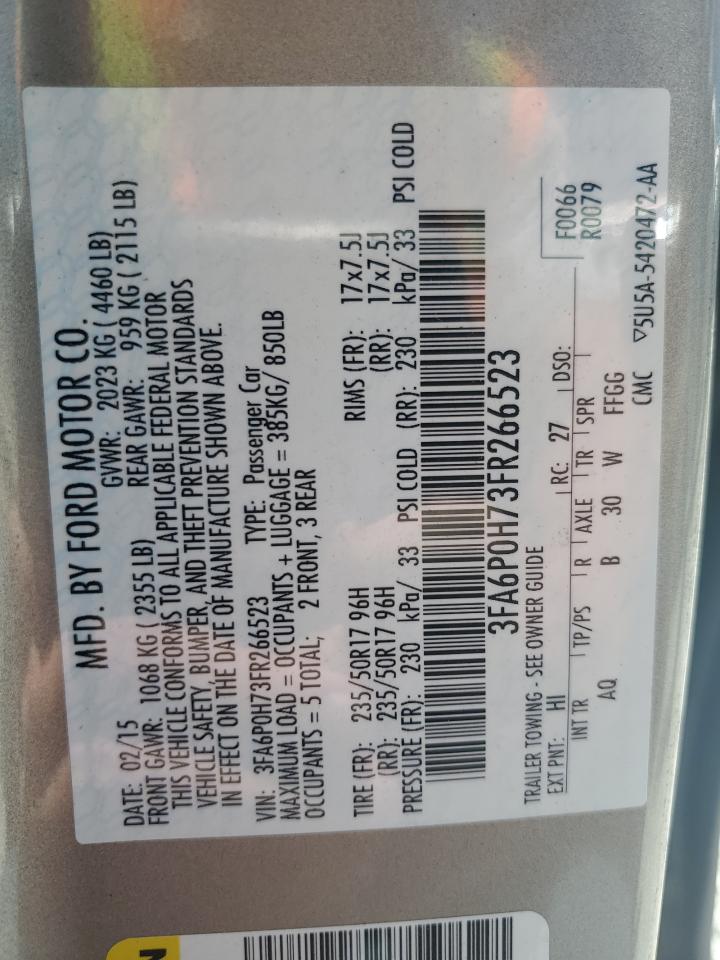 MFD. BY FORD MOTOR CO.
DATE: 02/15 GVWR: 2023 KG ( 4460 LB)
FRONT GAWR: 1068 KG ( 2355 LB) REAR GAWR: 959 KG ( 2115 LB)
THIS VEHICLE CONFORMS TO ALL APPLICABLE FEDERAL MOTOR
VEHICLE SAFETY, BUMPER, AND THEFT PREVENTION STANDARDS
IN EFFECT ON THE DATE OF MANUFACTURE SHOWN ABOVE.
VIN: 3FA6P0H73FR266523 TYPE: Passenger Car
MAXIMUM LOAD = OCCUPANTS + LUGGAGE = 385KG/ 850LB
OCCUPANTS = 5 TOTAL; 2 FRONT, 3 REAR
TIRE (FR): 235/50R17 96H RIMS (FR): 17x7.5J
(RR): 235/50R17 96H (RR): 17x7.5J
PRESSURE (FR): 230 kPa/ 33 PSI COLD (RR): 230 kPa/ 33 PSI COLD
3FA6P0H73FR266523
F0066
R0079
TRAILER TOWING - SEE OWNER GUIDE
EXT PNT: HI RC: 27 DSO:
INT TR TP/PS R AXLE TR SPR
AQ B 30 W FFGG
CMC ▽5U5A-5420472-AA
N